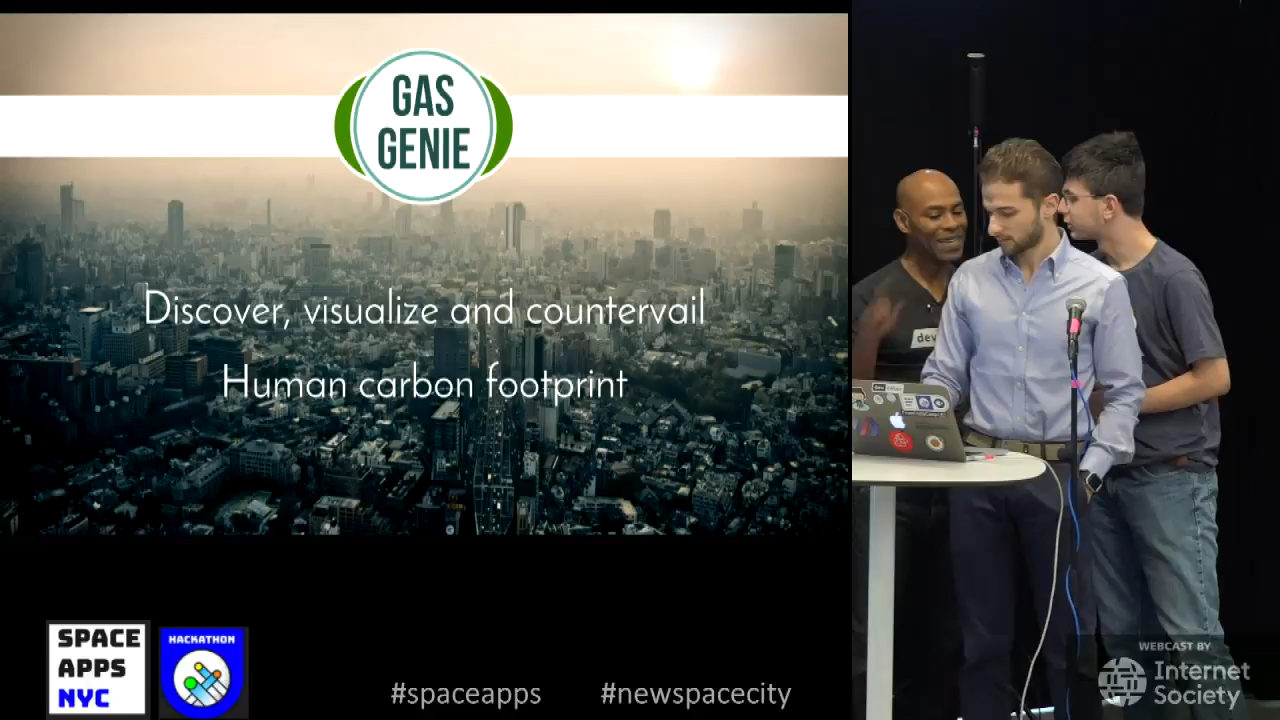 GAS
GENIE
Discover, visualize and countervail
Human carbon footprint
dev
SPACE
APPS
NYC
HACKATHON
#spaceapps
#newspacecity
WEBCAST BY
Internet
Society